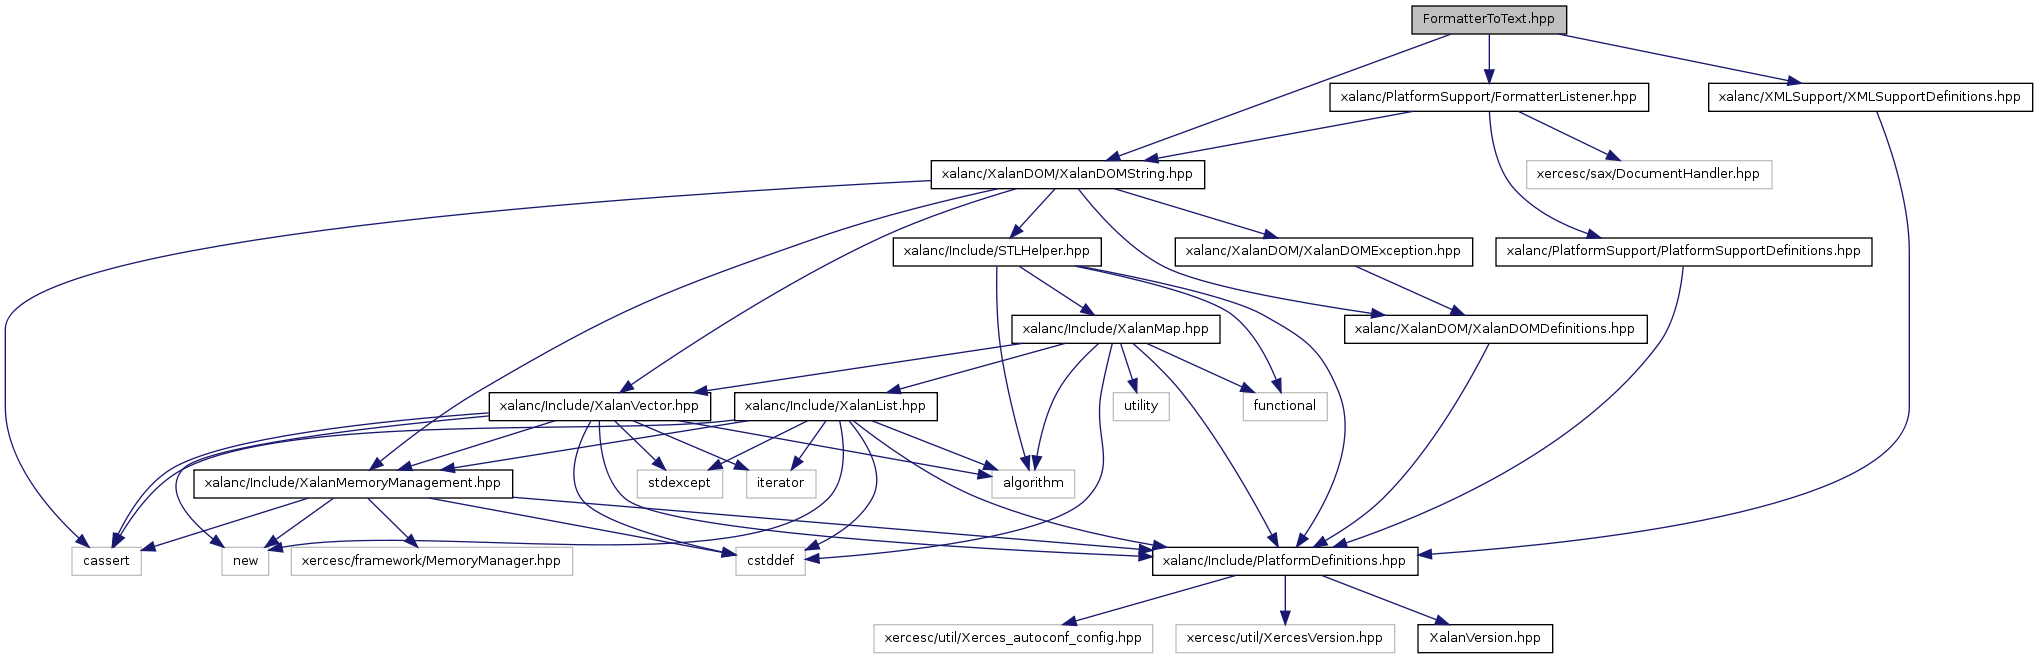 FormatterToText.hpp
xalanc/PlatformSupport/FormatterListener.hpp
xalanc/XMLSupport/XMLSupportDefinitions.hpp
xalanc/XalanDOM/XalanDOMString.hpp
xercesc/sax/DocumentHandler.hpp
xalanc/Include/STLHelper.hpp
xalanc/XalanDOM/XalanDOMException.hpp
xalanc/PlatformSupport/PlatformSupportDefinitions.hpp
xalanc/Include/XalanMap.hpp
xalanc/XalanDOM/XalanDOMDefinitions.hpp
xalanc/Include/XalanVector.hpp
xalanc/Include/XalanList.hpp
utility
functional
xalanc/Include/XalanMemoryManagement.hpp
stdexcept
iterator
algorithm
cassert
new
xercesc/framework/MemoryManager.hpp
cstddef
xalanc/Include/PlatformDefinitions.hpp
xercesc/util/Xerces_autoconf_config.hpp
xercesc/util/XercesVersion.hpp
XalanVersion.hpp